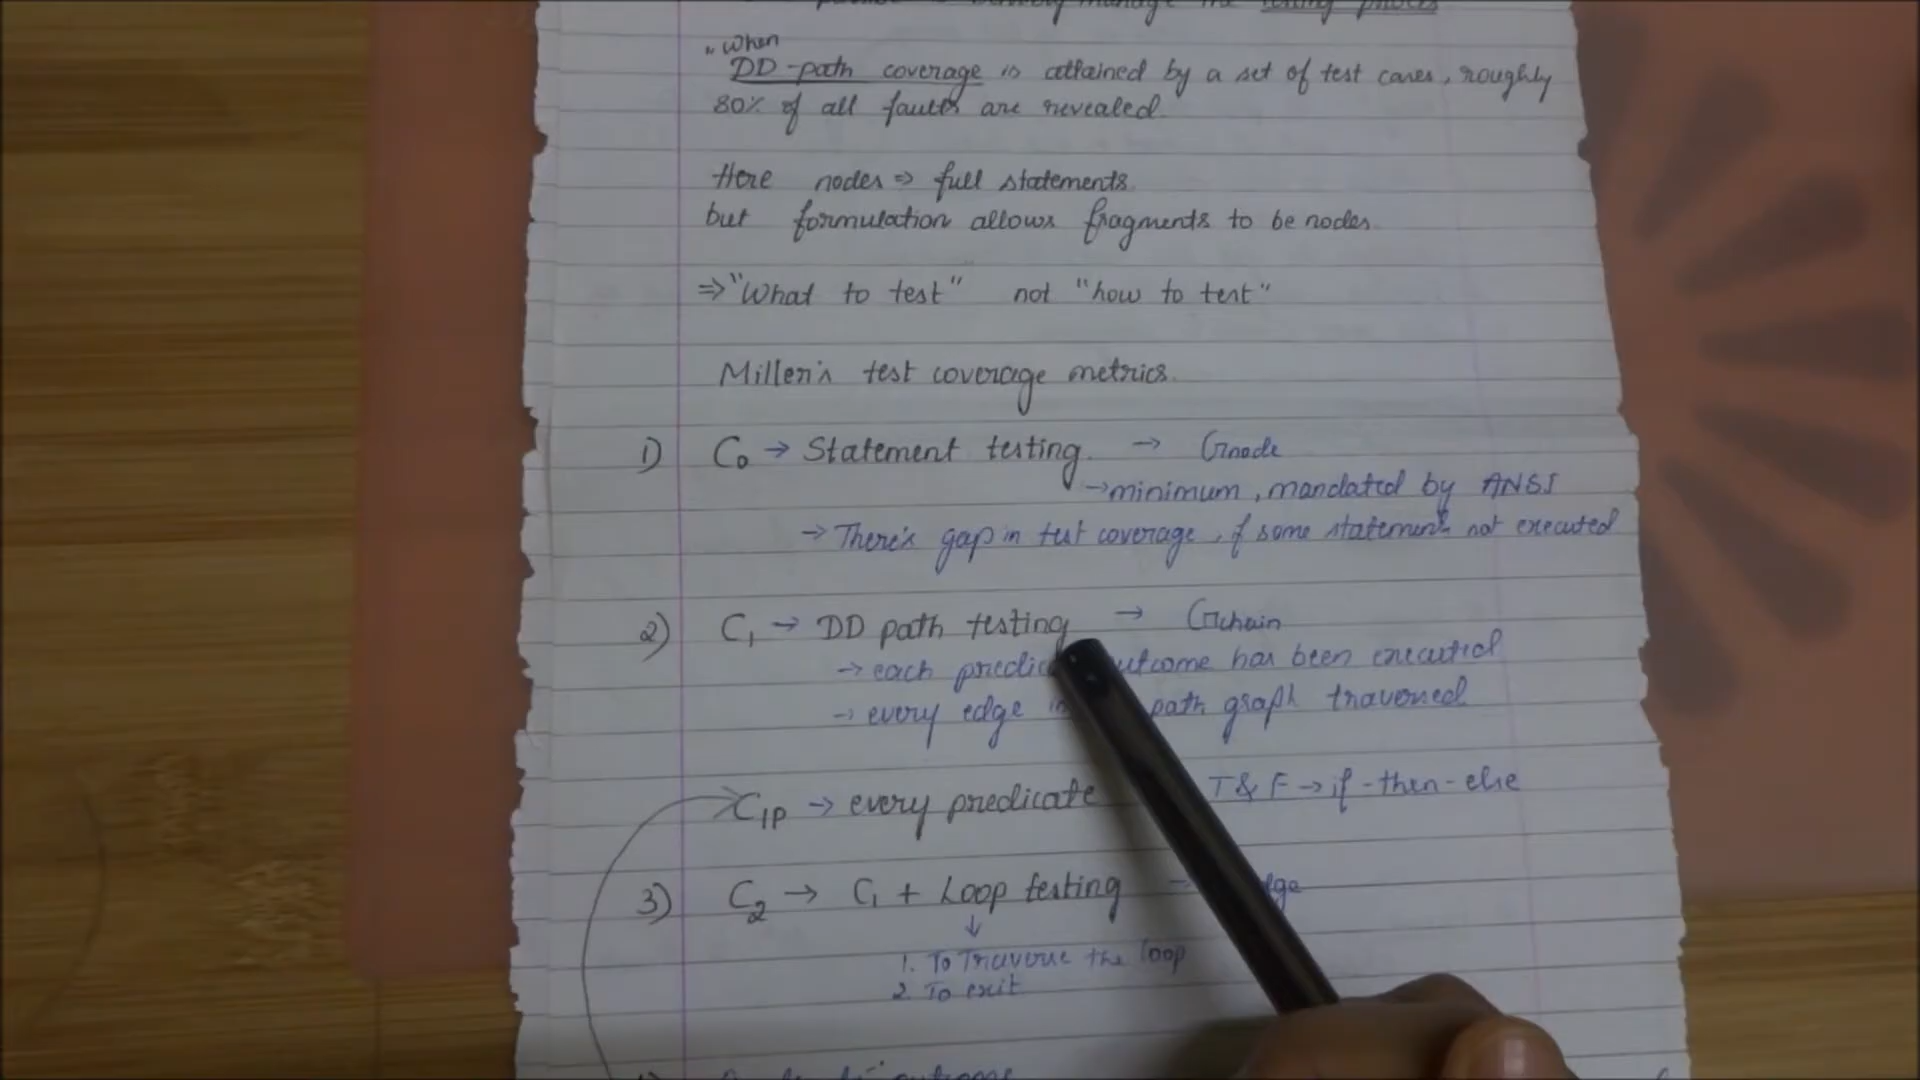 manage the testing process
"When
DD-path coverage is attained by a set of test cases, roughly
80% of all faults are revealed.
Here nodes ⇒ full statements.
but formulation allows fragments to be nodes.
⇒ "What to test" not "how to test"
Miller's test coverage metrics.
1) C0 → Statement testing. → Gnode
→ minimum, mandated by ANSI
→ There's gap in test coverage, if some statements not executed
2) C1 → DD path testing → Gchain
→ each outcome has been executed
→ every edge path graph traversed
C1P → every predicate T & F → if-then-else
3) C2 → C1 + Loop testing →
↓
1. To Traverse the loop
2. To exit